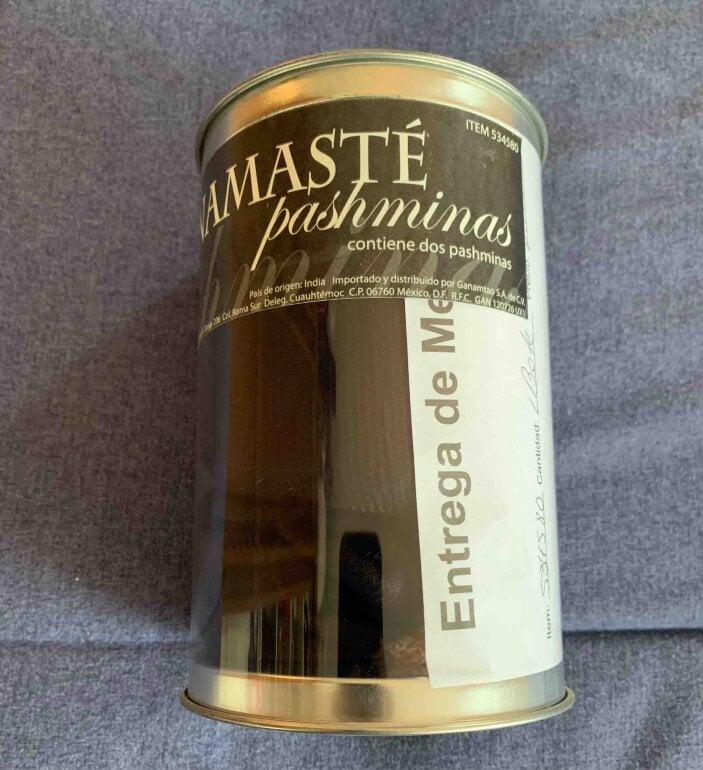 ITEM 534580
NAMASTÉ
pashminas
contiene dos pashminas
País de origen: India Importado y distribuido por Ganamtao S.A. de C.V.
206 Col. Roma Sur Deleg. Cuauhtémoc C.P. 06760 México, D.F. R.F.C. GAN 120726 UX1
Entrega de Me
Item: 534580 Cantidad: